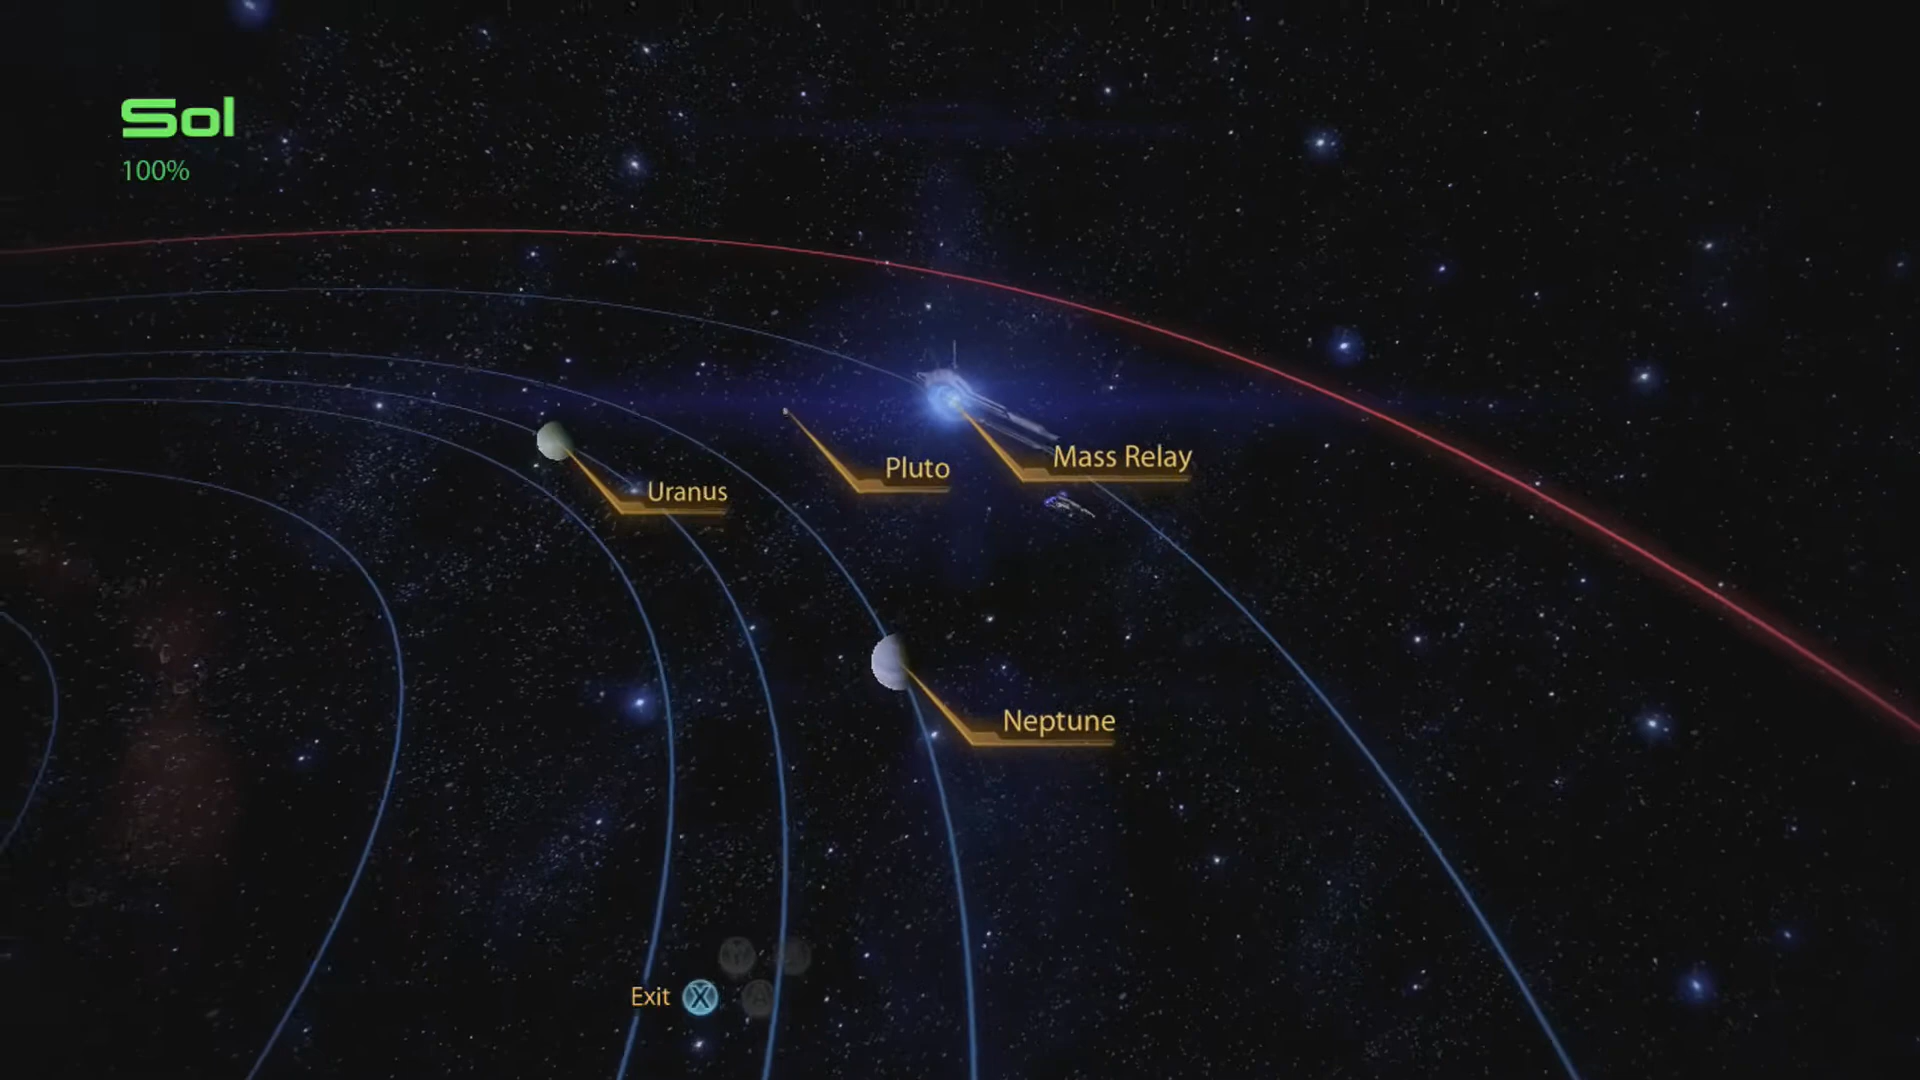 Sol
100%
Mass Relay
Pluto
Uranus
Neptune
Exit X